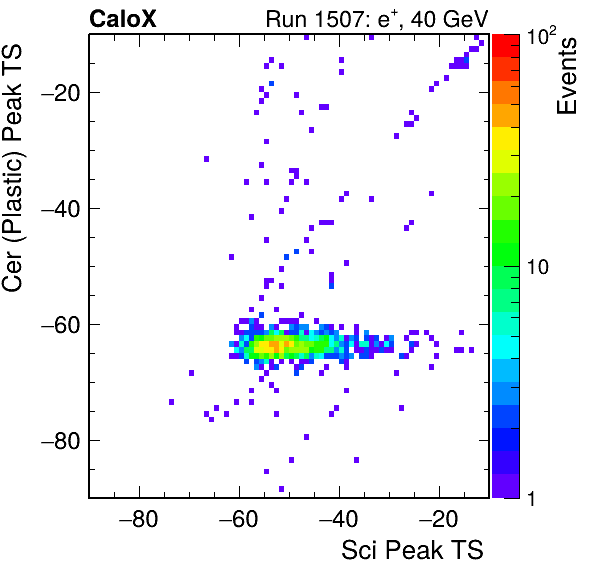 CaloX Run 1507: e⁺, 40 GeV
Cer (Plastic) Peak TS
Events
10²
10
1
−20
−40
−60
−80
−80 −60 −40 −20
Sci Peak TS